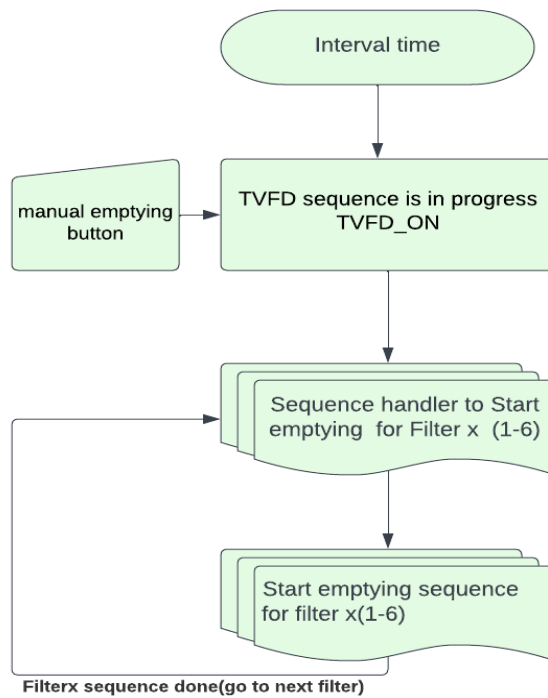 Interval time
manual emptying
button
TVFD sequence is in progress
TVFD_ON
Sequence handler to Start
emptying for Filter x (1-6)
Start emptying sequence
for filter x(1-6)
Filterx sequence done(go to next filter)